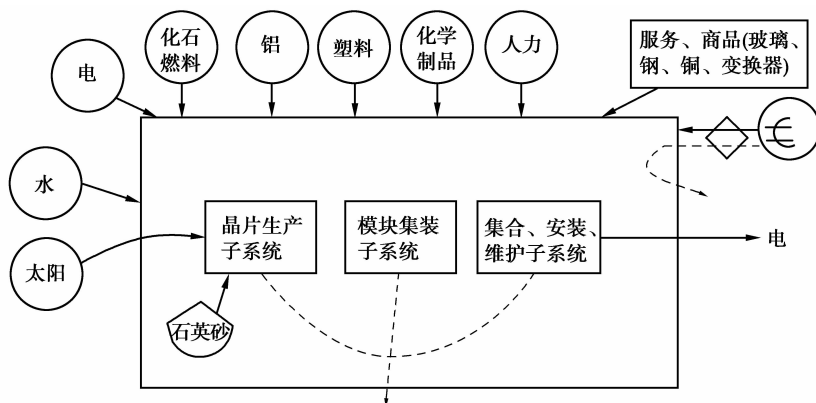 化石
燃料
铝
塑料
化学
制品
人力
服务、商品(玻璃、
钢、铜、变换器)
电
€
水
晶片生产
子系统
模块集装
子系统
集合、安装、
维护子系统
电
太阳
石英砂